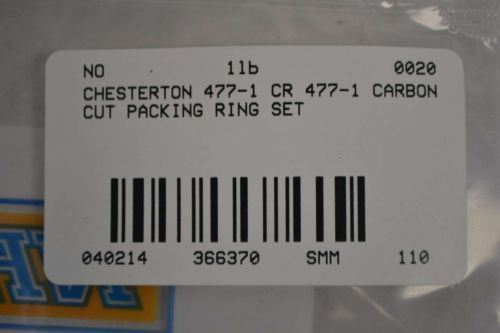 NO 1lb 0020
CHESTERTON 477-1 CR 477-1 CARBON
CUT PACKING RING SET
040214 366370 SMM 110